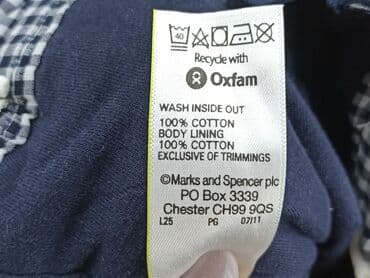 40
Recycle with
Oxfam
WASH INSIDE OUT
100% COTTON
BODY LINING
100% COTTON
EXCLUSIVE OF TRIMMINGS
©Marks and Spencer plc
PO Box 3339
Chester CH99 9QS
L25 PG 07/11